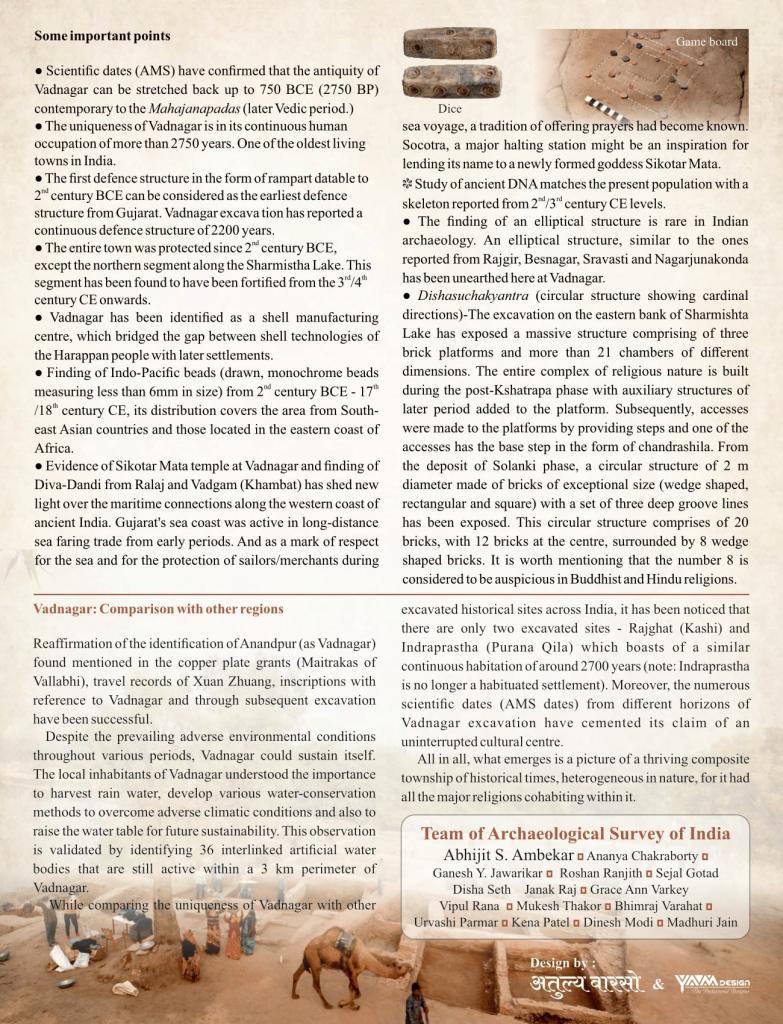 Some important points
● Scientific dates (AMS) have confirmed that the antiquity of
Vadnagar can be stretched back up to 750 BCE (2750 BP)
contemporary to the Mahajanapadas (later Vedic period.)
● The uniqueness of Vadnagar is in its continuous human
occupation of more than 2750 years. One of the oldest living
towns in India.
● The first defence structure in the form of rampart datable to
2nd century BCE can be considered as the earliest defence
structure from Gujarat. Vadnagar excava tion has reported a
continuous defence structure of 2200 years.
● The entire town was protected since 2nd century BCE,
except the northern segment along the Sharmistha Lake. This
segment has been found to have been fortified from the 3rd/4th
century CE onwards.
● Vadnagar has been identified as a shell manufacturing
centre, which bridged the gap between shell technologies of
the Harappan people with later settlements.
● Finding of Indo-Pacific beads (drawn, monochrome beads
measuring less than 6mm in size) from 2nd century BCE - 17th
/18th century CE, its distribution covers the area from South-
east Asian countries and those located in the eastern coast of
Africa.
● Evidence of Sikotar Mata temple at Vadnagar and finding of
Diva-Dandi from Ralaj and Vadgam (Khambat) has shed new
light over the maritime connections along the western coast of
ancient India. Gujarat's sea coast was active in long-distance
sea faring trade from early periods. And as a mark of respect
for the sea and for the protection of sailors/merchants during
Dice
Game board
sea voyage, a tradition of offering prayers had become known.
Socotra, a major halting station might be an inspiration for
lending its name to a newly formed goddess Sikotar Mata.
❇ Study of ancient DNA matches the present population with a
skeleton reported from 2nd/3rd century CE levels.
● The finding of an elliptical structure is rare in Indian
archaeology. An elliptical structure, similar to the ones
reported from Rajgir, Besnagar, Sravasti and Nagarjunakonda
has been unearthed here at Vadnagar.
● Dishasuchakyantra (circular structure showing cardinal
directions)-The excavation on the eastern bank of Sharmishta
Lake has exposed a massive structure comprising of three
brick platforms and more than 21 chambers of different
dimensions. The entire complex of religious nature is built
during the post-Kshatrapa phase with auxiliary structures of
later period added to the platform. Subsequently, accesses
were made to the platforms by providing steps and one of the
accesses has the base step in the form of chandrashila. From
the deposit of Solanki phase, a circular structure of 2 m
diameter made of bricks of exceptional size (wedge shaped,
rectangular and square) with a set of three deep groove lines
has been exposed. This circular structure comprises of 20
bricks, with 12 bricks at the centre, surrounded by 8 wedge
shaped bricks. It is worth mentioning that the number 8 is
considered to be auspicious in Buddhist and Hindu religions.
Vadnagar: Comparison with other regions
Reaffirmation of the identification of Anandpur (as Vadnagar)
found mentioned in the copper plate grants (Maitrakas of
Vallabhi), travel records of Xuan Zhuang, inscriptions with
reference to Vadnagar and through subsequent excavation
have been successful.
Despite the prevailing adverse environmental conditions
throughout various periods, Vadnagar could sustain itself.
The local inhabitants of Vadnagar understood the importance
to harvest rain water, develop various water-conservation
methods to overcome adverse climatic conditions and also to
raise the water table for future sustainability. This observation
is validated by identifying 36 interlinked artificial water
bodies that are still active within a 3 km perimeter of
Vadnagar.
While comparing the uniqueness of Vadnagar with other
excavated historical sites across India, it has been noticed that
there are only two excavated sites - Rajghat (Kashi) and
Indraprastha (Purana Qila) which boasts of a similar
continuous habitation of around 2700 years (note: Indraprastha
is no longer a habituated settlement). Moreover, the numerous
scientific dates (AMS dates) from different horizons of
Vadnagar excavation have cemented its claim of an
uninterrupted cultural centre.
All in all, what emerges is a picture of a thriving composite
township of historical times, heterogeneous in nature, for it had
all the major religions cohabiting within it.
Team of Archaeological Survey of India
Abhijit S. Ambekar ¤ Ananya Chakraborty ¤
Ganesh Y. Jawarikar ¤ Roshan Ranjith ¤ Sejal Gotad
Disha Seth Janak Raj ¤ Grace Ann Varkey
Vipul Rana ¤ Mukesh Thakor ¤ Bhimraj Varahat ¤
Urvashi Parmar ¤ Kena Patel ¤ Dinesh Modi ¤ Madhuri Jain
Design by :
अतुल्य वारसो & YAVM DESIGN